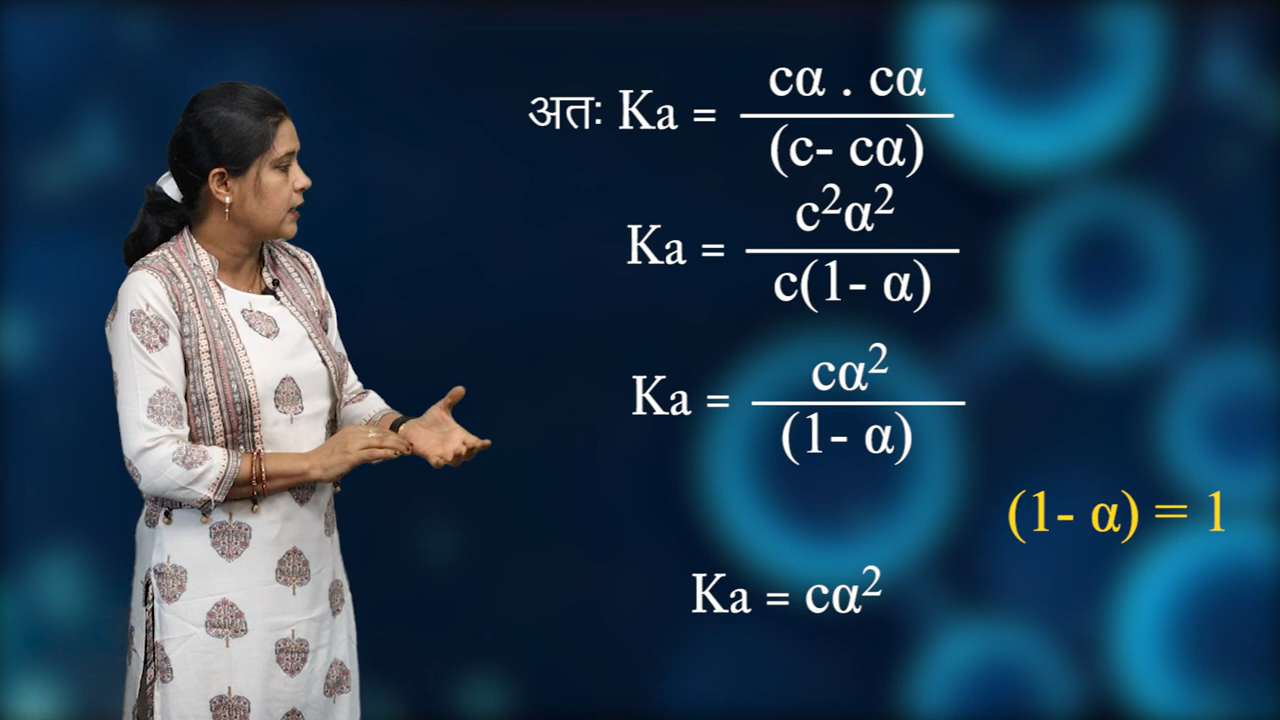 अतः Ka = cα . cα / (c- cα)
Ka = c²α² / c(1- α)
Ka = cα² / (1- α)
(1- α) = 1
Ka = cα²